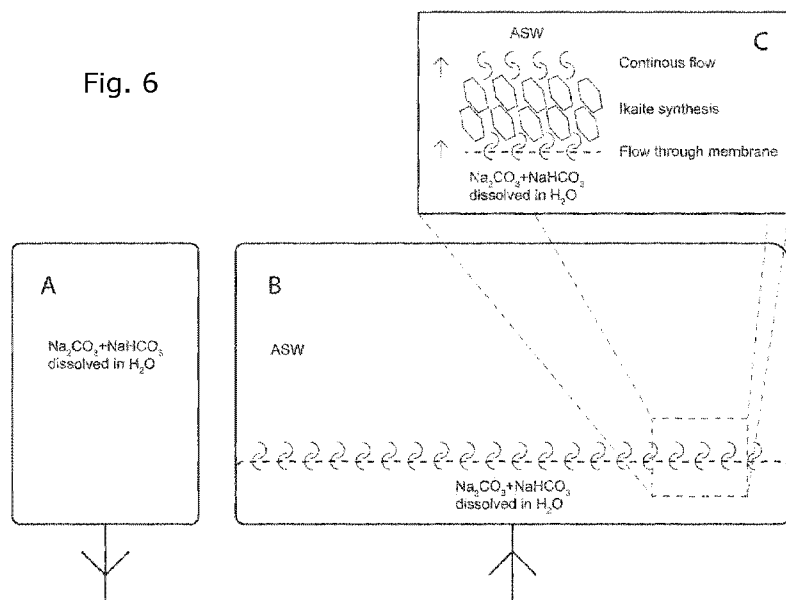 Fig. 6
C
ASW
Continous flow
Ikaite synthesis
Flow through membrane
Na₂CO₃+NaHCO₃
dissolved in H₂O
A
Na₂CO₃+NaHCO₃
dissolved in H₂O
B
ASW
Na₂CO₃+NaHCO₃
dissolved in H₂O